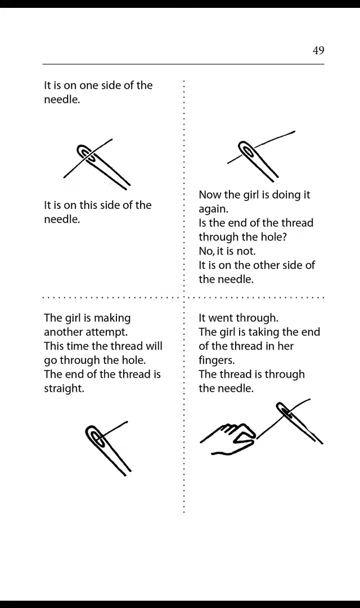 49
It is on one side of the
needle.
It is on this side of the
needle.
Now the girl is doing it
again.
Is the end of the thread
through the hole?
No, it is not.
It is on the other side of
the needle.
The girl is making
another attempt.
This time the thread will
go through the hole.
The end of the thread is
straight.
It went through.
The girl is taking the end
of the thread in her
fingers.
The thread is through
the needle.